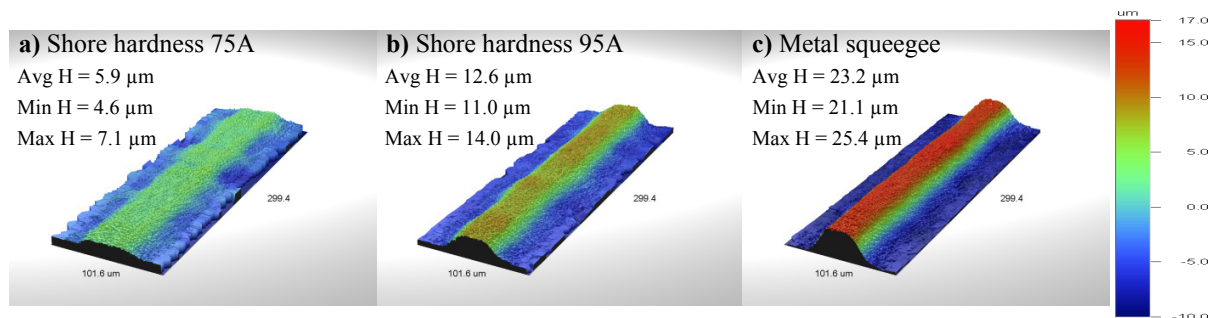 a) Shore hardness 75A
Avg H = 5.9 µm
Min H = 4.6 µm
Max H = 7.1 µm
299.4
101.6 um
b) Shore hardness 95A
Avg H = 12.6 µm
Min H = 11.0 µm
Max H = 14.0 µm
299.4
101.6 um
c) Metal squeegee
Avg H = 23.2 µm
Min H = 21.1 µm
Max H = 25.4 µm
299.4
101.6 um
um
17.0
15.0
10.0
5.0
0.0
-5.0
-10.0